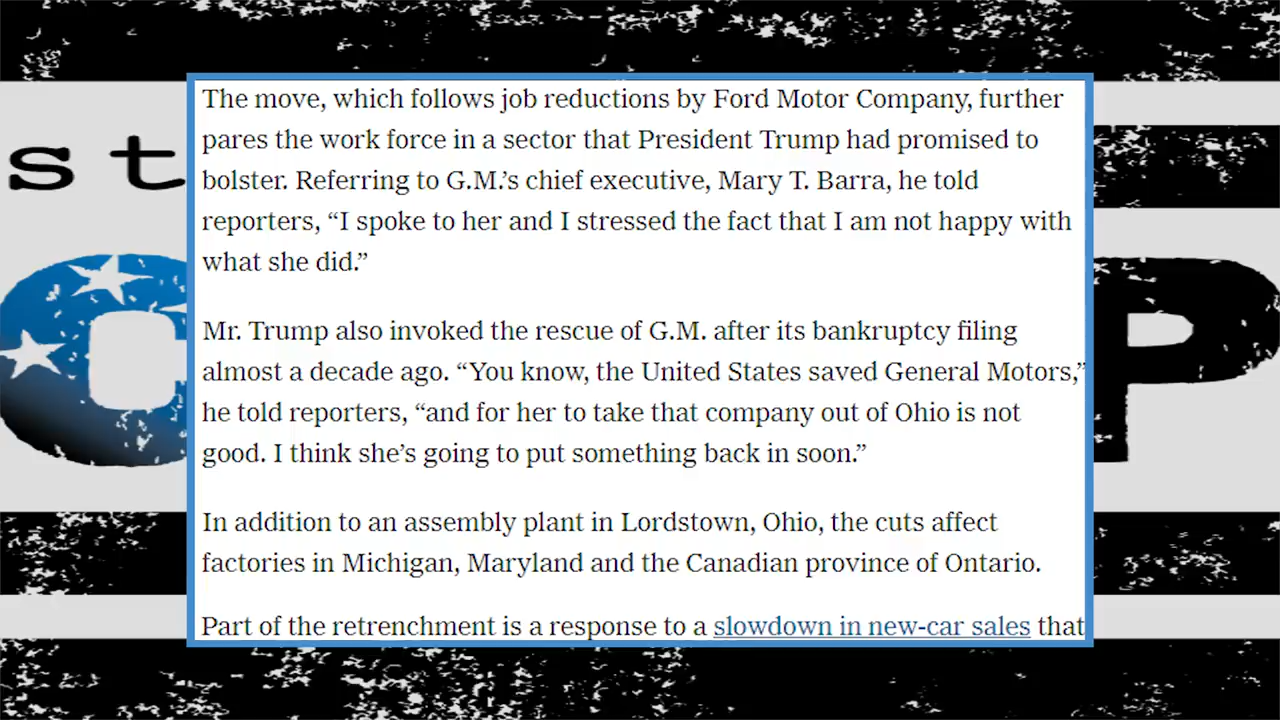 The move, which follows job reductions by Ford Motor Company, further
pares the work force in a sector that President Trump had promised to
bolster. Referring to G.M.’s chief executive, Mary T. Barra, he told
reporters, “I spoke to her and I stressed the fact that I am not happy with
what she did.”
Mr. Trump also invoked the rescue of G.M. after its bankruptcy filing
almost a decade ago. “You know, the United States saved General Motors,”
he told reporters, “and for her to take that company out of Ohio is not
good. I think she’s going to put something back in soon.”
In addition to an assembly plant in Lordstown, Ohio, the cuts affect
factories in Michigan, Maryland and the Canadian province of Ontario.
Part of the retrenchment is a response to a slowdown in new-car sales that
st
C P